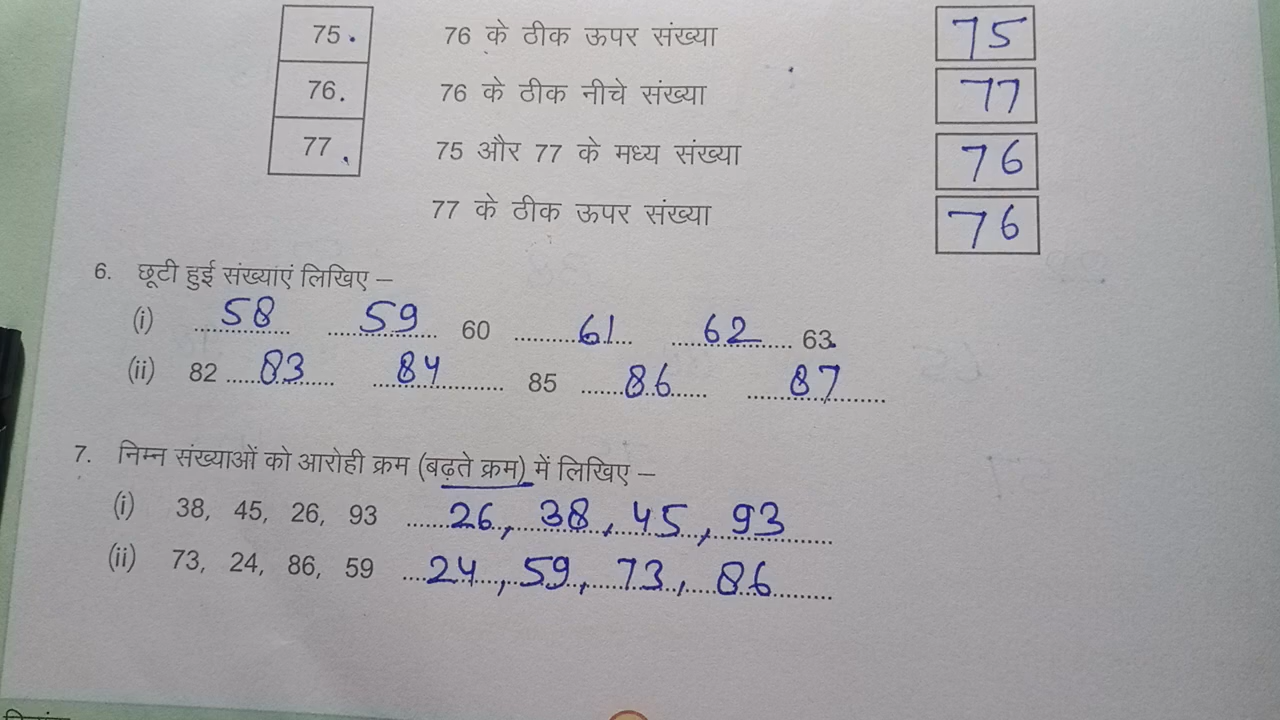 75. 76 के ठीक ऊपर संख्या 75
76. 76 के ठीक नीचे संख्या 77
77. 75 और 77 के मध्य संख्या 76
77 के ठीक ऊपर संख्या 76
6. छूटी हुई संख्याएं लिखिए –
(i) 58 59 60 61 62 63
(ii) 82 83 84 85 86 87
7. निम्न संख्याओं को आरोही क्रम (बढ़ते क्रम) में लिखिए –
(i) 38, 45, 26, 93 26, 38, 45, 93
(ii) 73, 24, 86, 59 24, 59, 73, 86